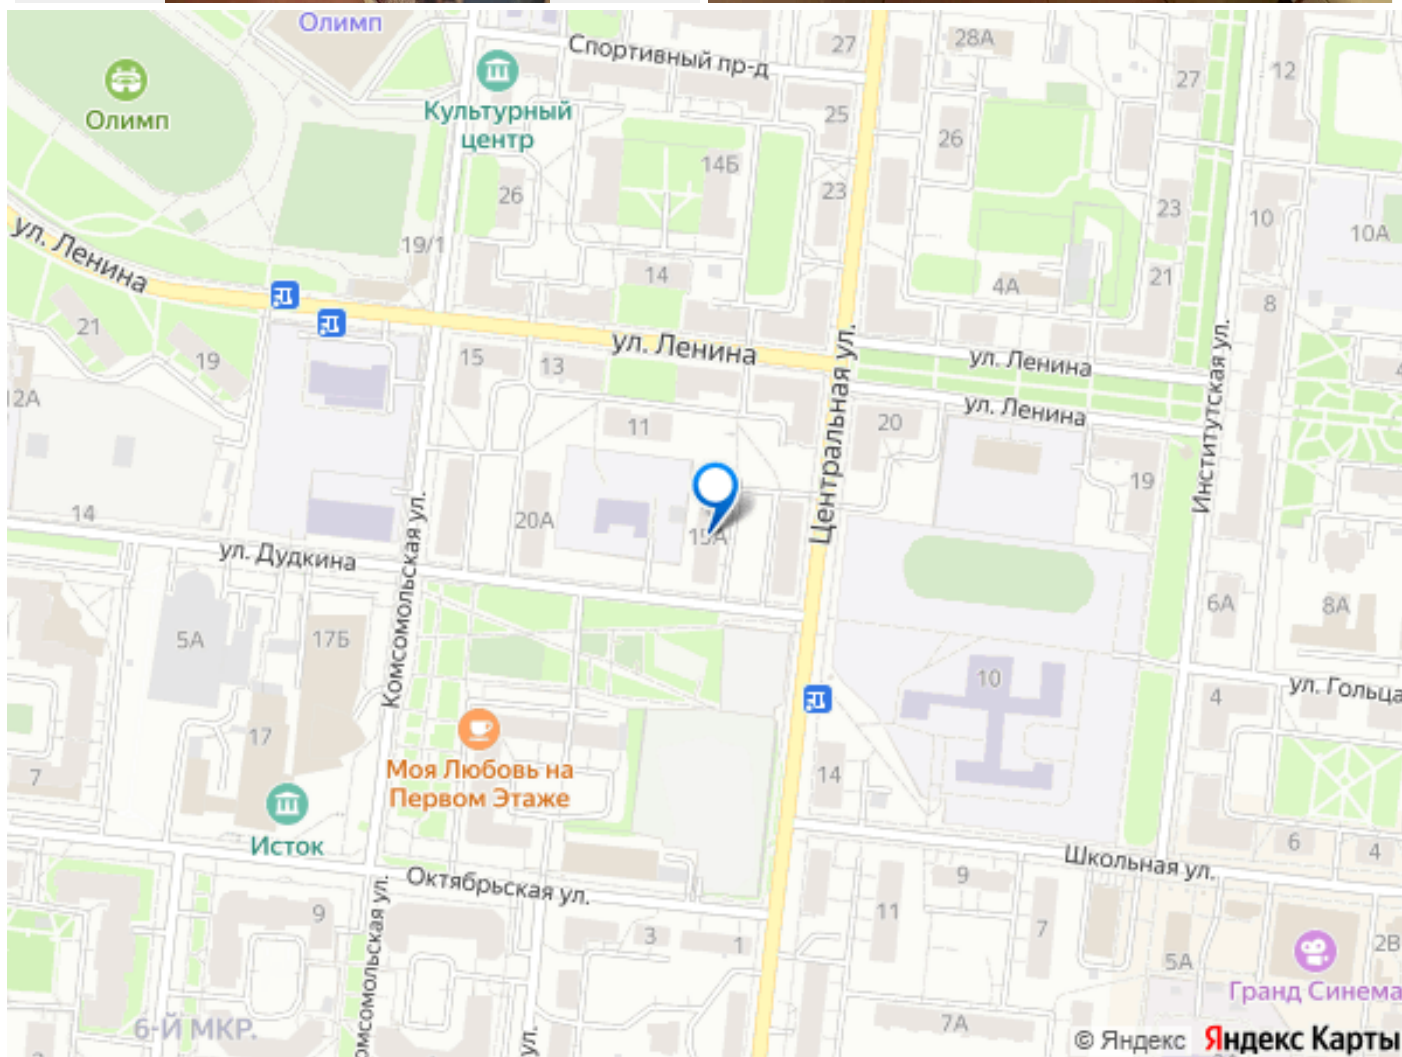 Олимп
Спортивный пр-д
27
28А
27
12
Олимп
Культурный
центр
25
26
14Б
26
23
23
10
10А
19/1
ул. Ленина
14
4А
21
8
21
19
15
13
ул. Ленина
ул. Ленина
ул. Ленина
Центральная ул.
Институтская ул.
2А
11
20
19
14
20А
15А
ул. Дудкина
Комсомольская ул.
6А
8А
5А
17Б
10
4
ул. Гольца
17
7
Моя Любовь на
Первом Этаже
14
Исток
Школьная ул.
6
4
Октябрьская ул.
9
9
11
7
3
1
5А
2В
Гранд Синема
6-Й МКР.
омсомольская ул.
ул.
7А
© Яндекс Яндекс Карты